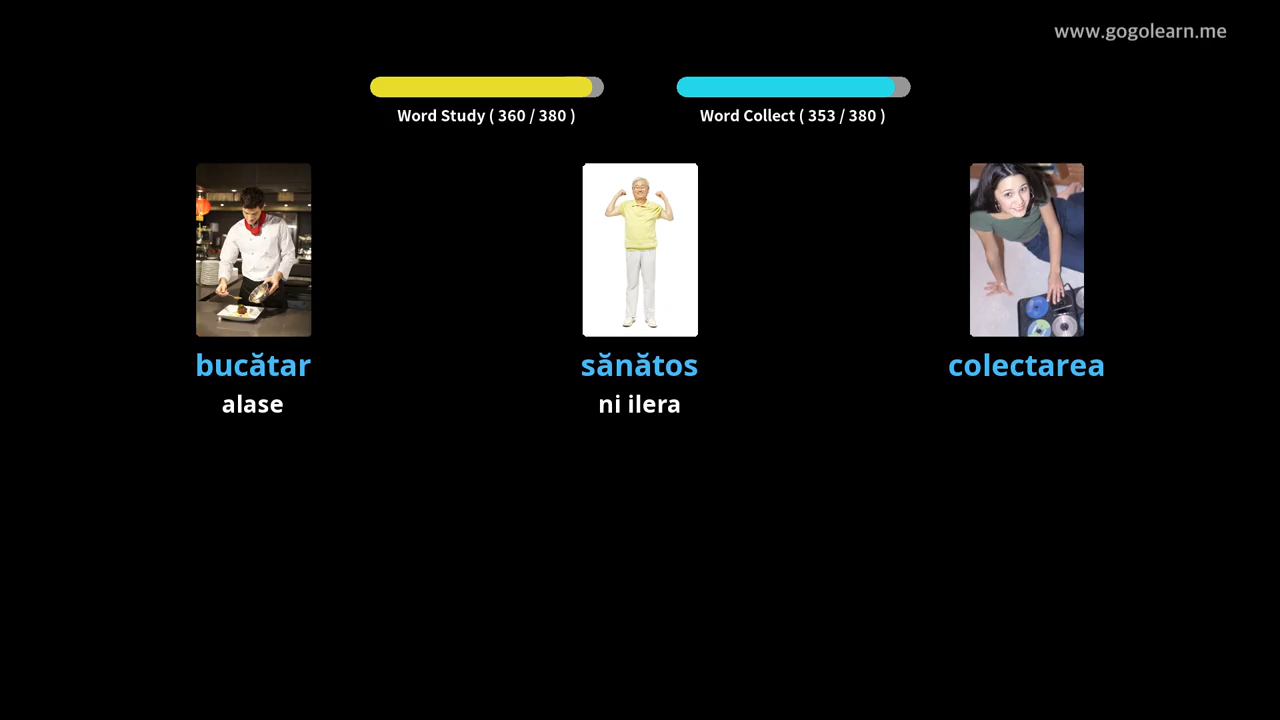 www.gogolearn.me
Word Study ( 360 / 380 )
Word Collect ( 353 / 380 )
bucătar
sănătos
colectarea
alase
ni ilera